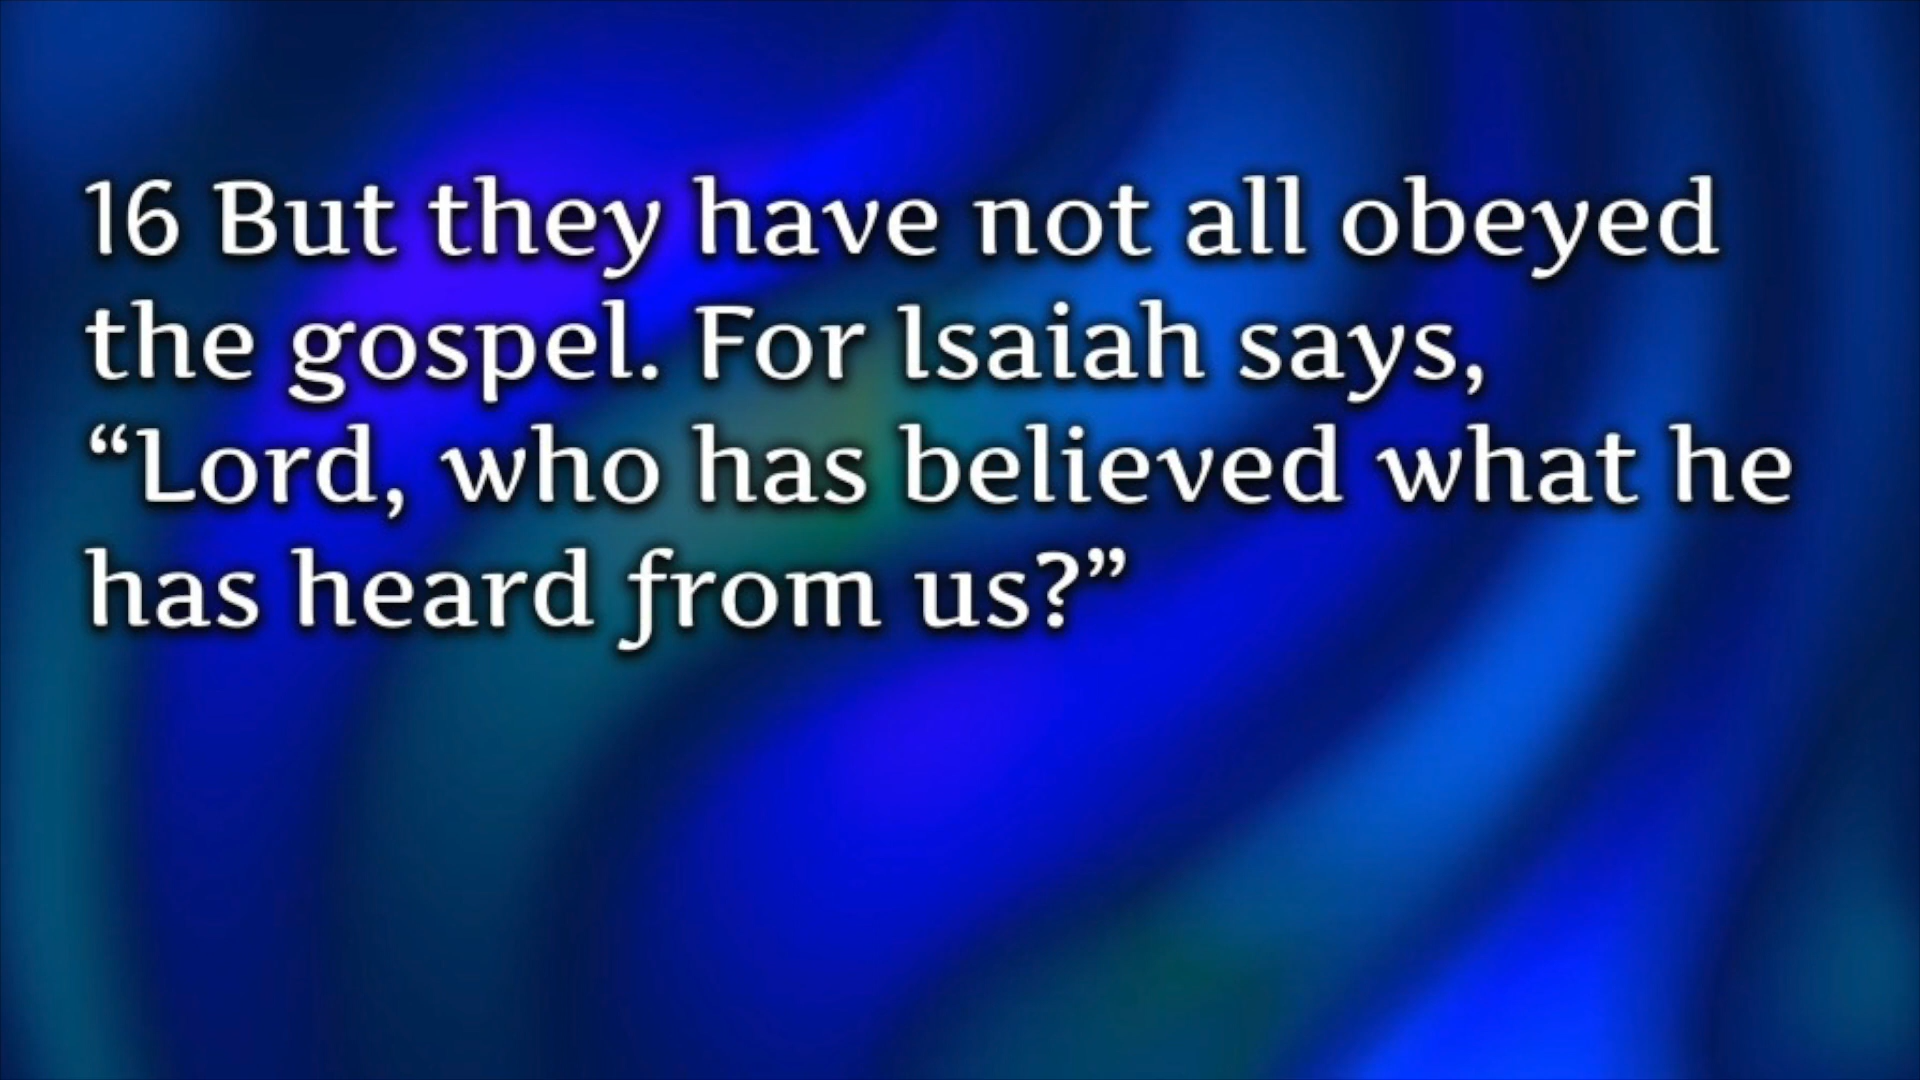 16 But they have not all obeyed
the gospel. For Isaiah says,
“Lord, who has believed what he
has heard from us?”